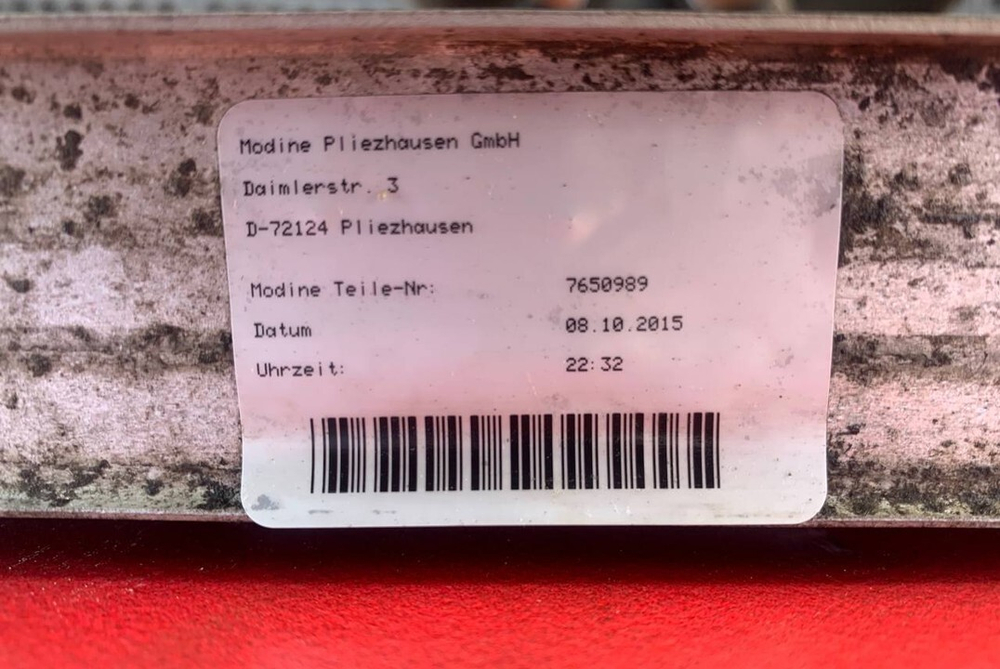 Modine Pliezhausen GmbH
Daimlerstr. 3
D-72124 Pliezhausen
Modine Teile-Nr: 7650989
Datum 08.10.2015
Uhrzeit: 22:32